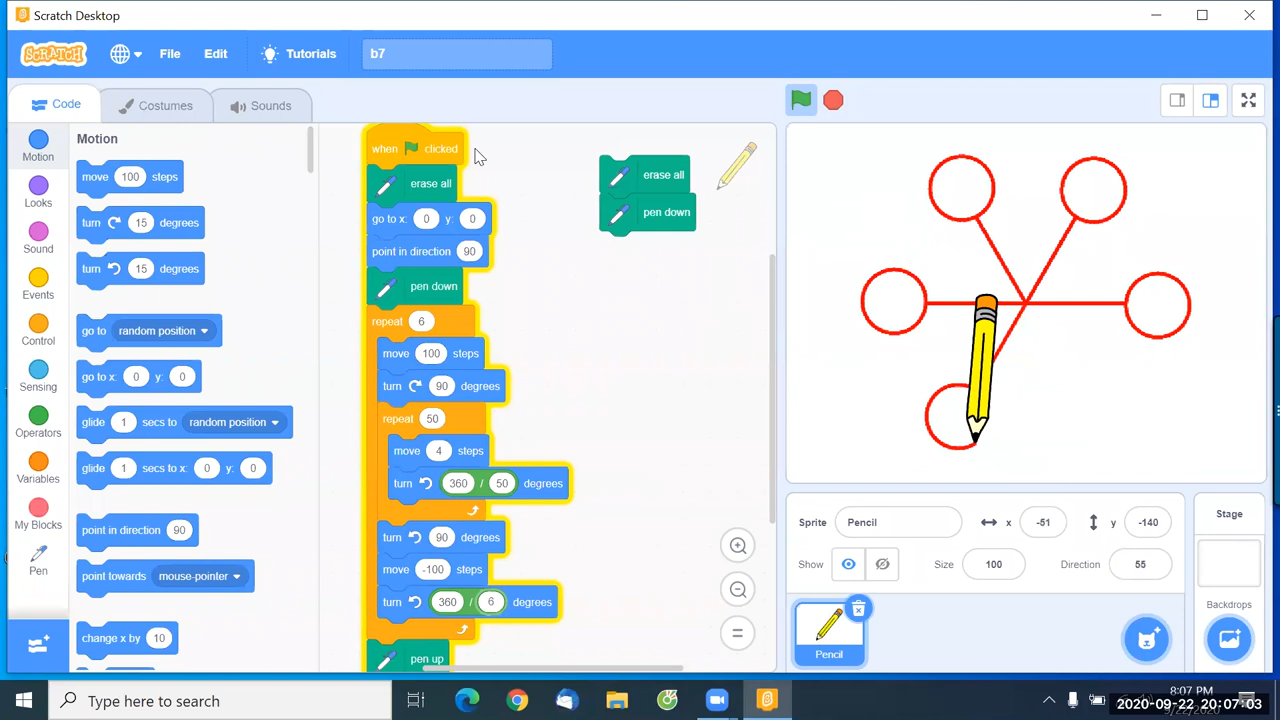 Scratch Desktop
SCRATCH
File
Edit
Tutorials
b7
Code
Costumes
Sounds
Motion
Looks
Sound
Events
Control
Sensing
Operators
Variables
My Blocks
Pen
Motion
move 100 steps
turn 15 degrees
turn 15 degrees
go to random position
go to x: 0 y: 0
glide 1 secs to random position
glide 1 secs to x: 0 y: 0
point in direction 90
point towards mouse-pointer
change x by 10
when clicked
erase all
go to x: 0 y: 0
point in direction 90
pen down
repeat 6
move 100 steps
turn 90 degrees
repeat 50
move 4 steps
turn 360 / 50 degrees
turn 90 degrees
move -100 steps
turn 360 / 6 degrees
pen up
erase all
pen down
Sprite Pencil x -51 y -140
Show Size 100 Direction 55
Pencil
Stage
Backdrops
Type here to search
8:07 PM
2020-09-22 20:07:03